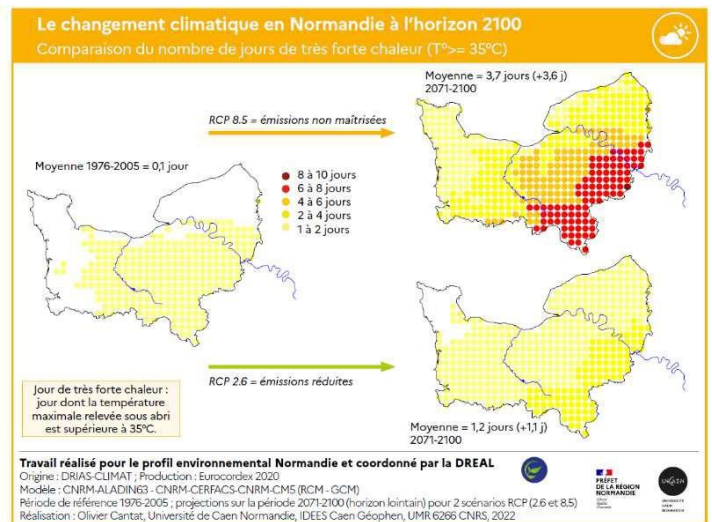 Le changement climatique en Normandie à l'horizon 2100
Comparaison du nombre de jours de très forte chaleur (T°>= 35°C)
Moyenne = 3,7 jours (+3,6 j)
2071-2100
RCP 8.5 = émissions non maîtrisées
Moyenne 1976-2005 = 0,1 jour
8 à 10 jours
6 à 8 jours
4 à 6 jours
2 à 4 jours
1 à 2 jours
RCP 2.6 = émissions réduites
Jour de très forte chaleur :
jour dont la température
maximale relevée sous abri
est supérieure à 35°C.
Moyenne = 1,2 jours (+1,1 j)
2071-2100
Travail réalisé pour le profil environnemental Normandie et coordonné par la DREAL
Origine : DRIAS-CLIMAT ; Production : Eurocordex 2020
Modèle : CNRM-ALADIN63 - CNRM-CERFACS-CNRM-CM5 (RCM - GCM)
Période de référence 1976-2005 ; projections sur la période 2071-2100 (horizon lointain) pour 2 scénarios RCP (2.6 et 8.5)
Réalisation : Olivier Cantat, Université de Caen Normandie, IDEES Caen Géophen, UMR 6266 CNRS, 2022
PRÉFET
DE LA RÉGION
NORMANDIE
UNICAEN